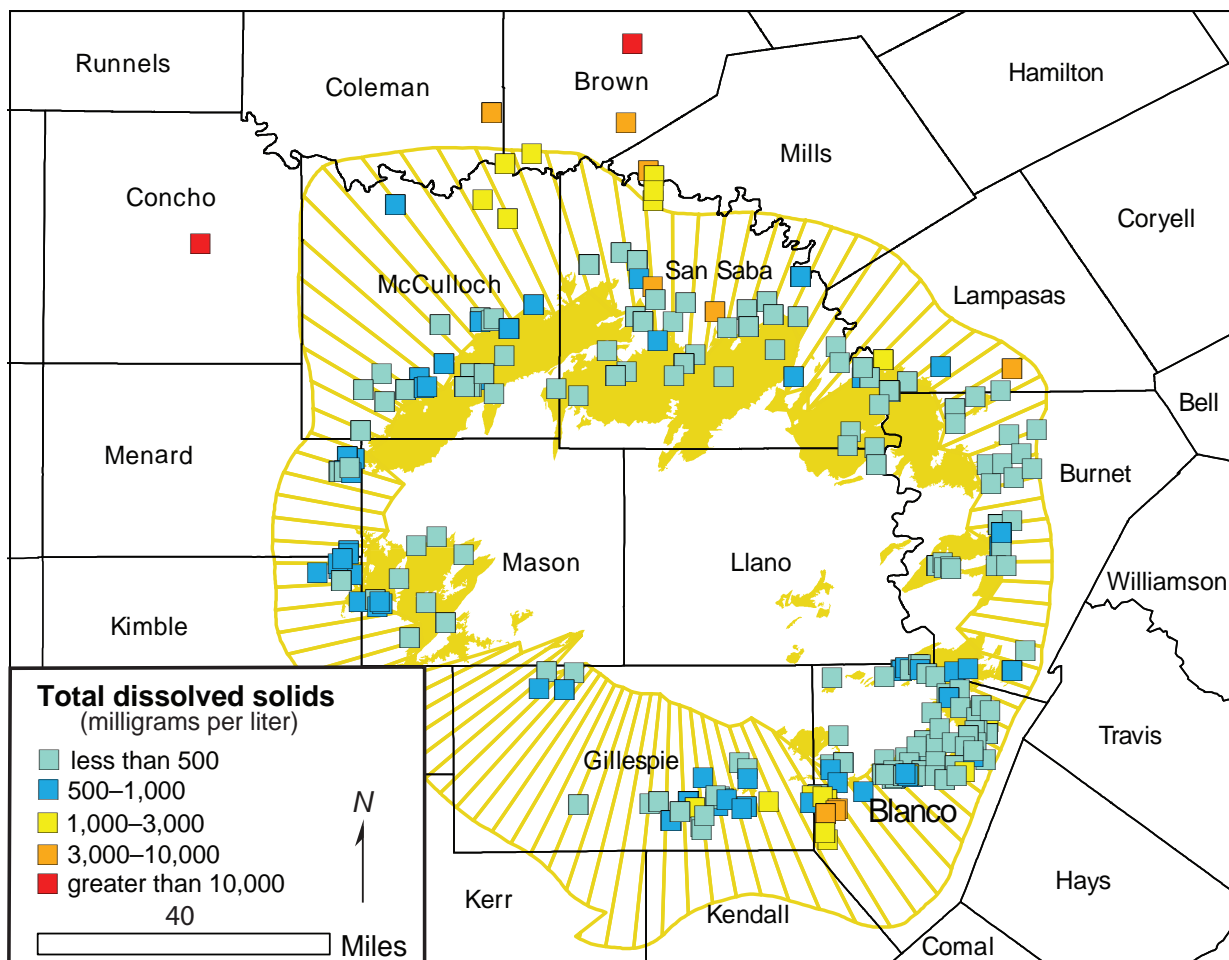 Runnels
Coleman
Brown
Hamilton
Mills
Concho
Coryell
McCulloch
San Saba
Lampasas
Bell
Menard
Burnet
Mason
Llano
Williamson
Kimble
Travis
Gillespie
Blanco
Hays
Kerr
Kendall
Comal
Total dissolved solids
(milligrams per liter)
less than 500
500–1,000
1,000–3,000
3,000–10,000
greater than 10,000
N
40
Miles